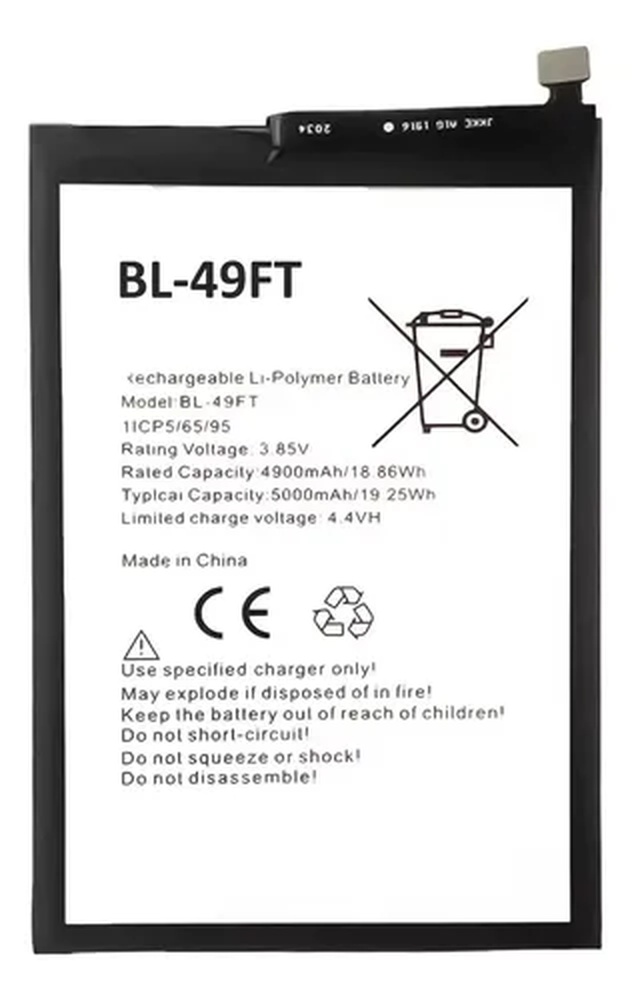 2034 JKKE AIG 1916
BL-49FT
Rechargeable Li-Polymer Battery
Model:BL-49FT
1ICP5/65/95
Rating Voltage: 3.85V
Rated Capacity:4900mAh/18.86Wh
Typlcal Capacity:5000mAh/19.25Wh
Limited charge voltage: 4.4VH
Made in China
CE
Use specified charger only!
May explode if disposed of in fire!
Keep the battery out of reach of children!
Do not short-circuit!
Do not squeeze or shock!
Do not disassemble!